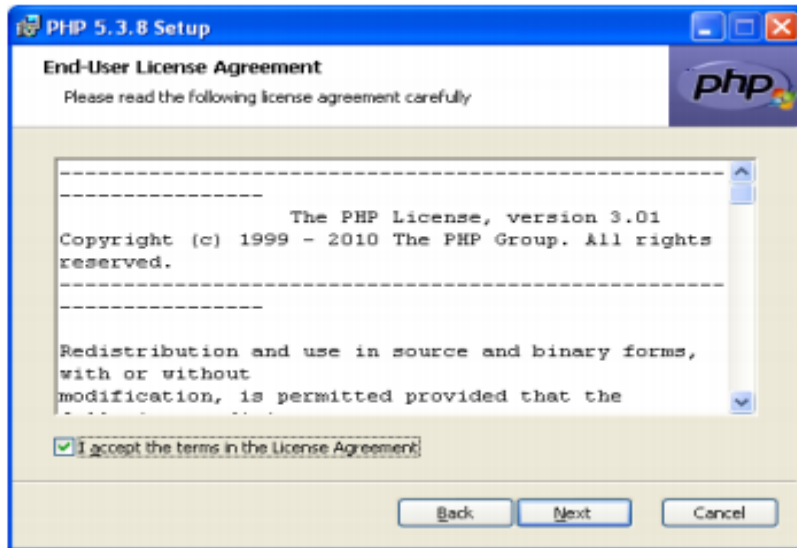 PHP 5.3.8 Setup
End-User License Agreement
Please read the following license agreement carefully
php
----------------------------------------------------
----------------
The PHP License, version 3.01
Copyright (c) 1999 - 2010 The PHP Group. All rights
reserved.
----------------------------------------------------
----------------
Redistribution and use in source and binary forms,
with or without
modification, is permitted provided that the
I accept the terms in the License Agreement
Back
Next
Cancel